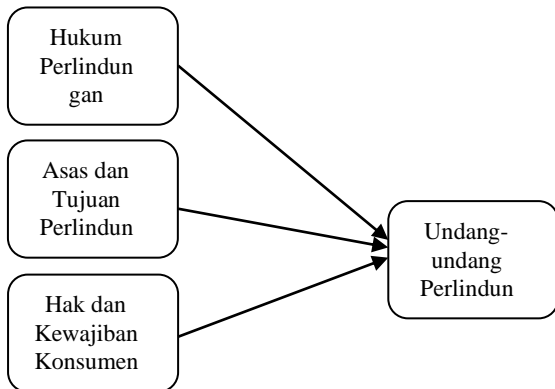 Hukum
Perlindun
gan
Asas dan
Tujuan
Perlindun
Hak dan
Kewajiban
Konsumen
Undang-
undang
Perlindun